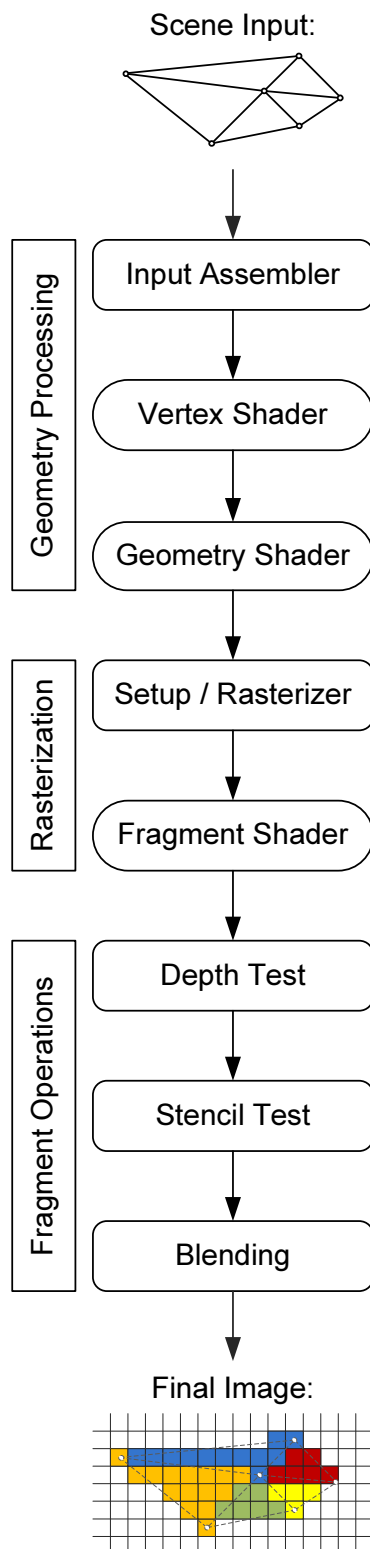 Scene Input:
Geometry Processing
Input Assembler
Vertex Shader
Geometry Shader
Rasterization
Setup / Rasterizer
Fragment Shader
Fragment Operations
Depth Test
Stencil Test
Blending
Final Image: